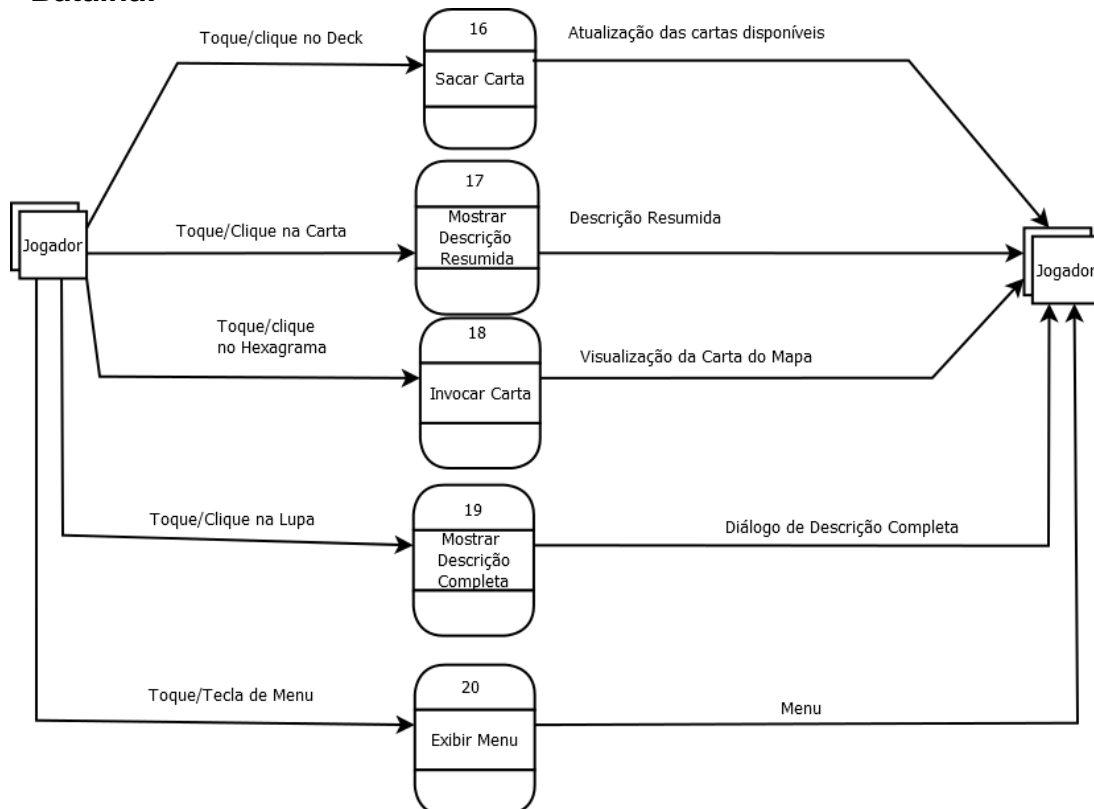 Toque/clique no Deck
16
Sacar Carta
Atualização das cartas disponíveis
Jogador
Toque/Clique na Carta
17
Mostrar
Descrição
Resumida
Descrição Resumida
Jogador
Toque/clique
no Hexagrama
18
Invocar Carta
Visualização da Carta do Mapa
Toque/Clique na Lupa
19
Mostrar
Descrição
Completa
Diálogo de Descrição Completa
Toque/Tecla de Menu
20
Exibir Menu
Menu